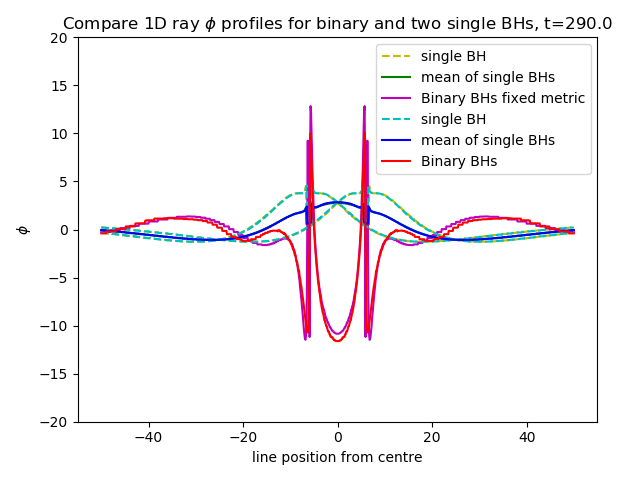 Compare 1D ray ϕ profiles for binary and two single BHs, t=290.0
single BH
mean of single BHs
Binary BHs fixed metric
single BH
mean of single BHs
Binary BHs
20
15
10
5
0
−5
−10
−15
−20
ϕ
−40 −20 0 20 40
line position from centre